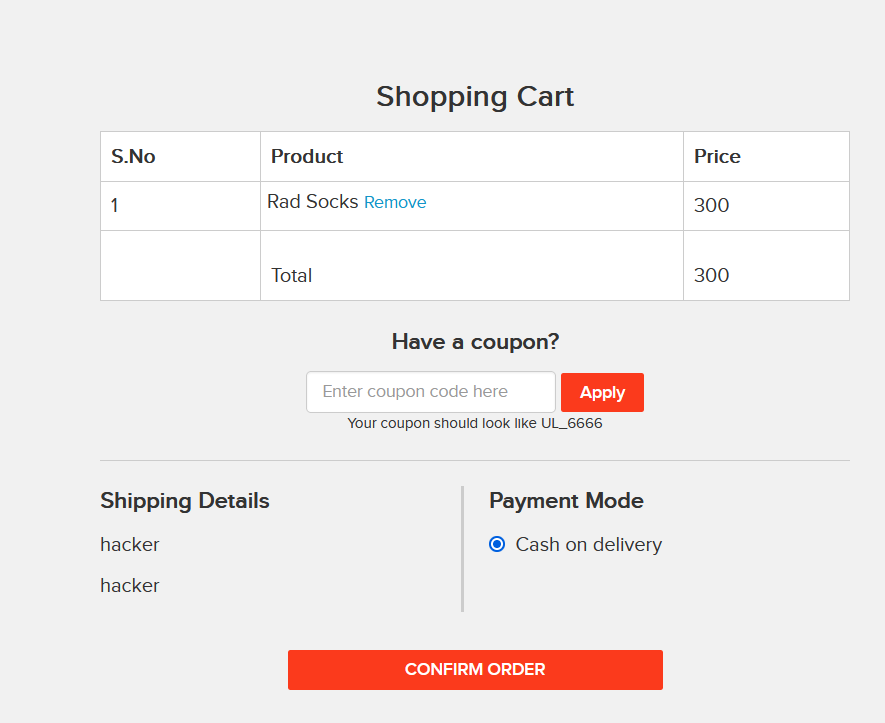 Shopping Cart
S.No Product Price
1 Rad Socks Remove 300
Total 300
Have a coupon?
Enter coupon code here Apply
Your coupon should look like UL_6666
Shipping Details
hacker
hacker
Payment Mode
Cash on delivery
CONFIRM ORDER